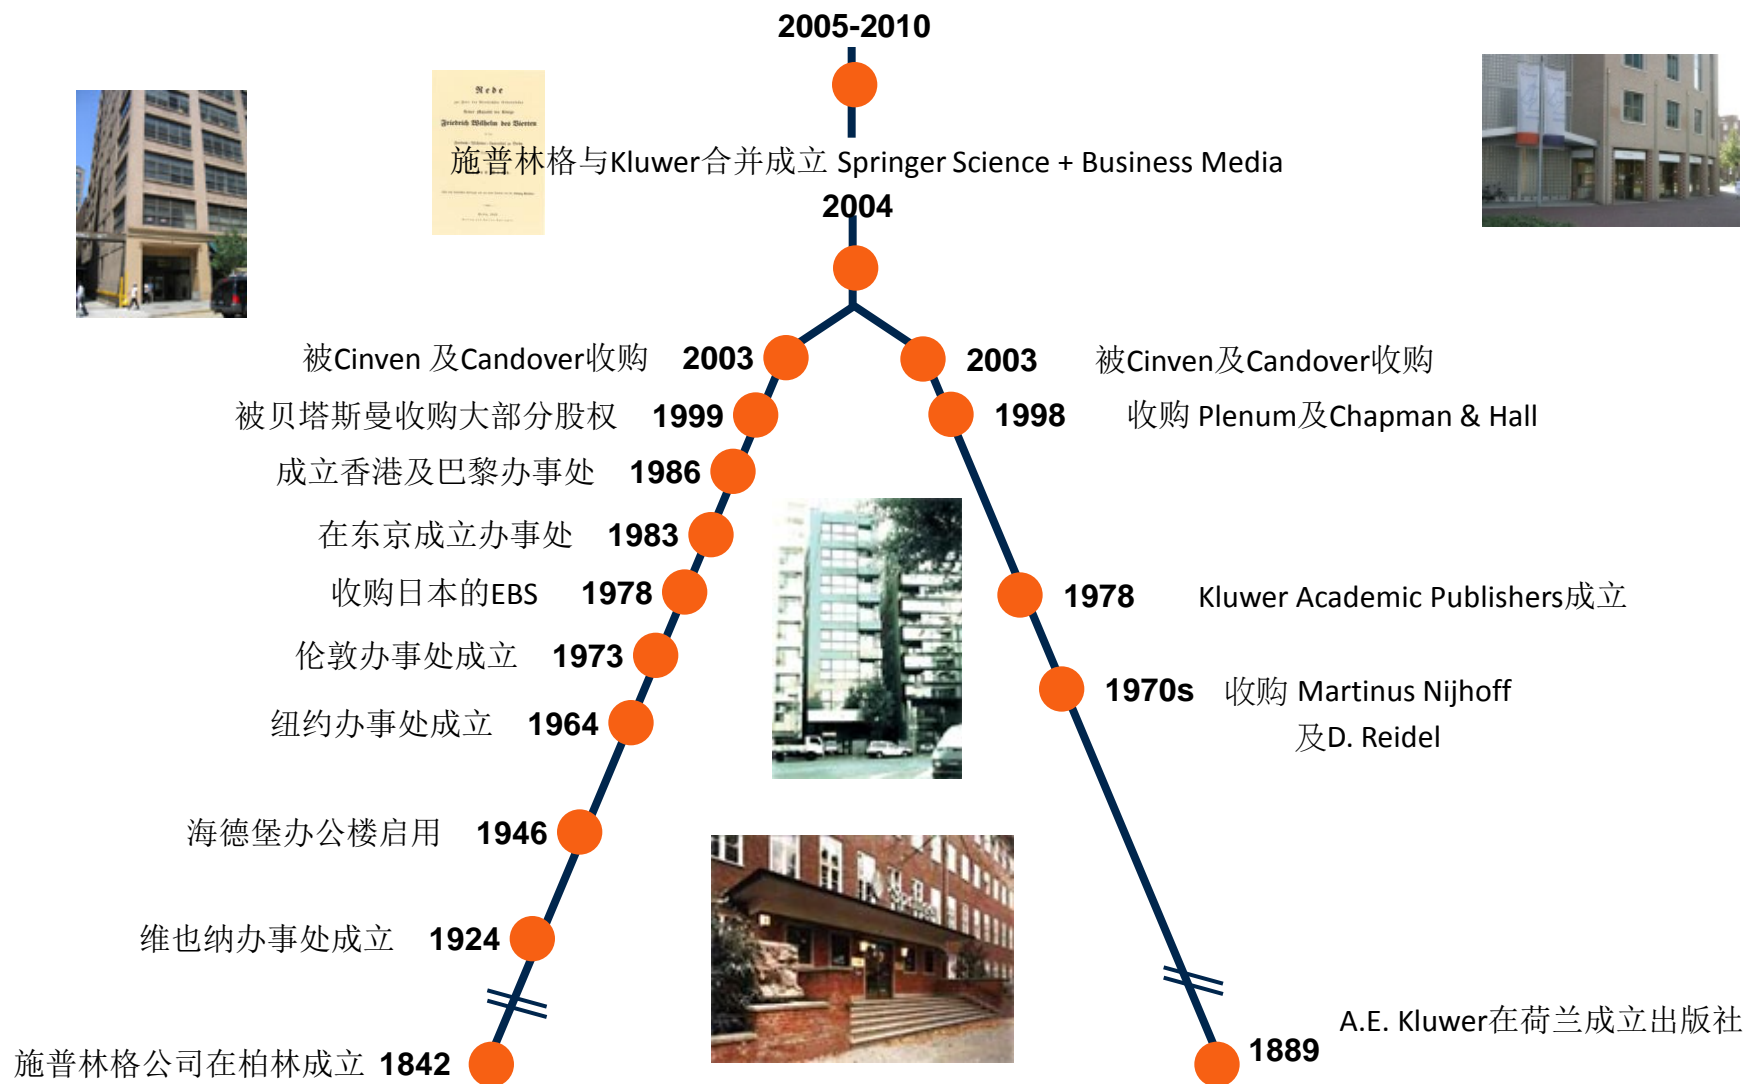 2005-2010
Rede
Friedrich Wilhelm des Vierten
施普林格与Kluwer合并成立 Springer Science + Business Media
2004
被Cinven 及Candover收购 2003
2003 被Cinven及Candover收购
被贝塔斯曼收购大部分股权 1999
1998 收购 Plenum及Chapman & Hall
成立香港及巴黎办事处 1986
在东京成立办事处 1983
收购日本的EBS 1978
1978 Kluwer Academic Publishers成立
伦敦办事处成立 1973
1970s 收购 Martinus Nijhoff
及D. Reidel
纽约办事处成立 1964
海德堡办公楼启用 1946
Springer
维也纳办事处成立 1924
A.E. Kluwer在荷兰成立出版社
1889
施普林格公司在柏林成立 1842